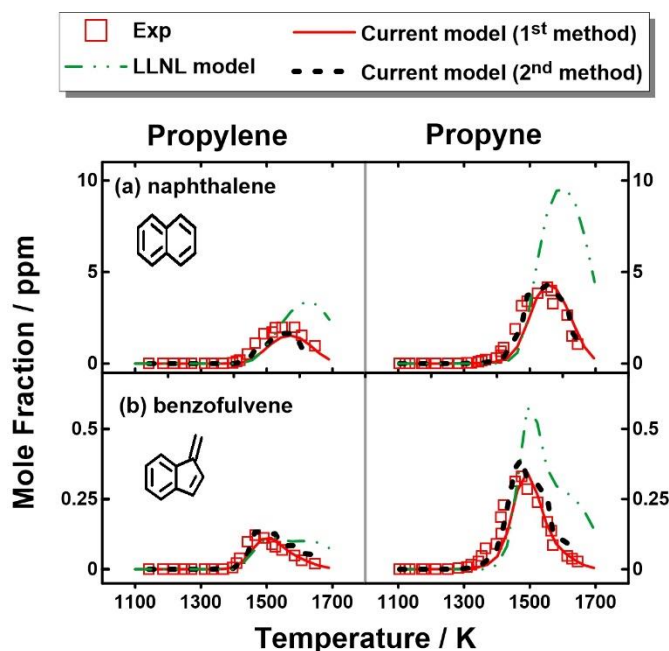 Exp
Current model (1st method)
LLNL model
Current model (2nd method)
Propylene
Propyne
(a) naphthalene
10
5
0
10
5
0
(b) benzofulvene
0.5
0.25
0
0.5
0.25
0
Mole Fraction / ppm
1100 1300 1500 1700 1100 1300 1500 1700
Temperature / K